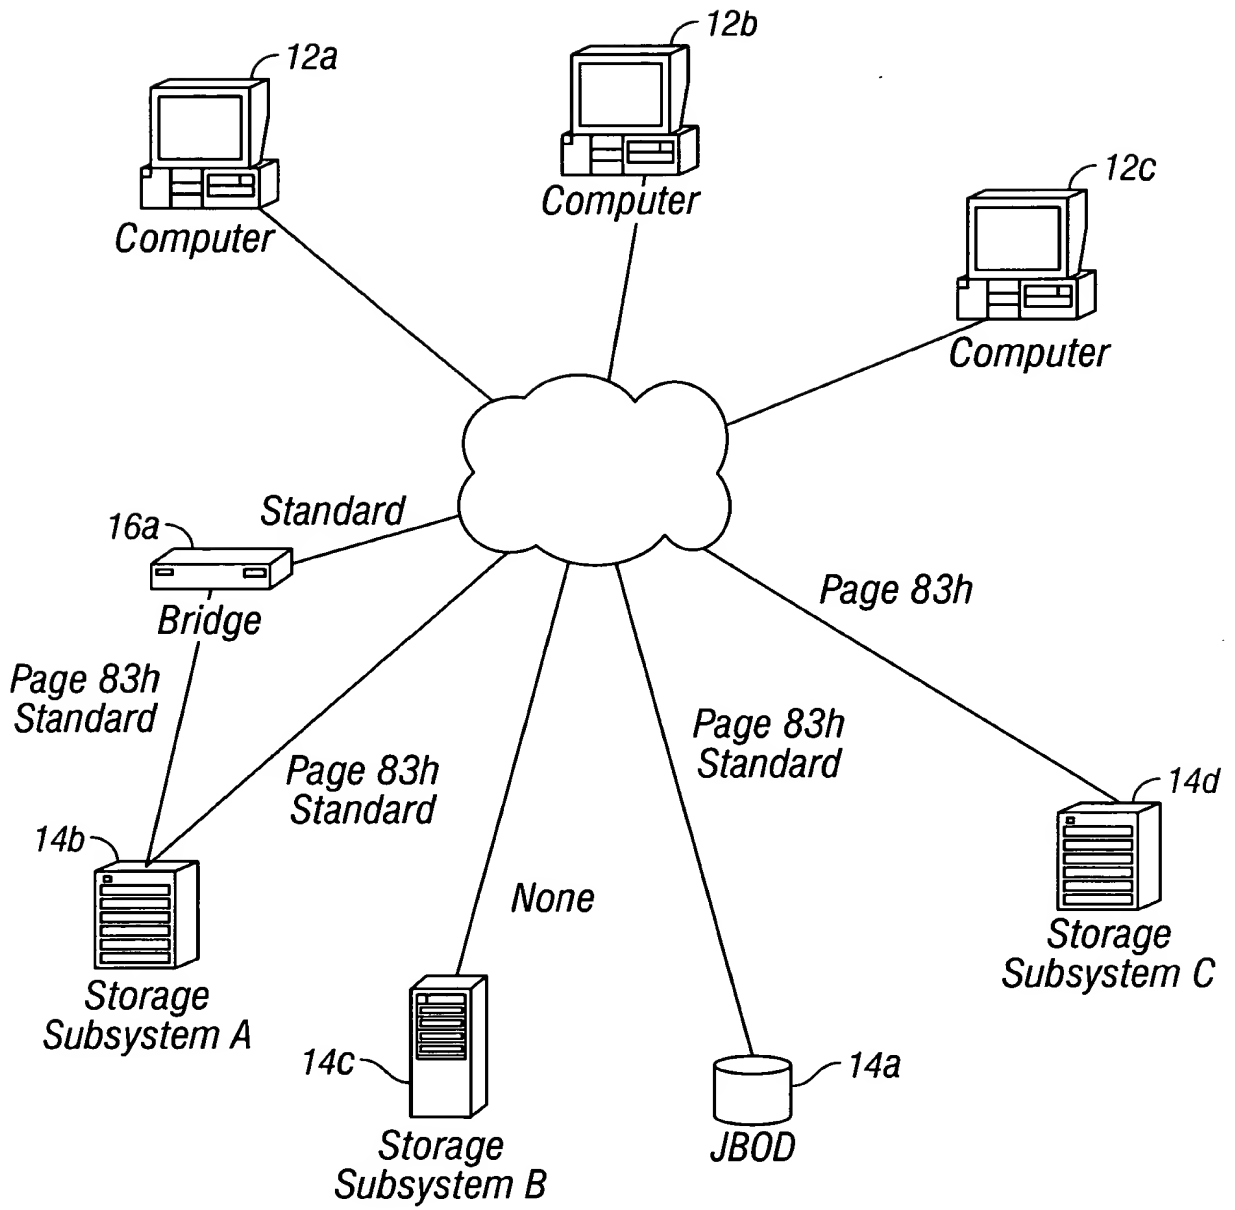 12a
12b
12c
Computer
Computer
Computer
Standard
16a
Bridge
Page 83h
Page 83h
Standard
Page 83h
Standard
Page 83h
Standard
14b
14d
None
Storage
Subsystem A
Storage
Subsystem C
14c
14a
Storage
Subsystem B
JBOD